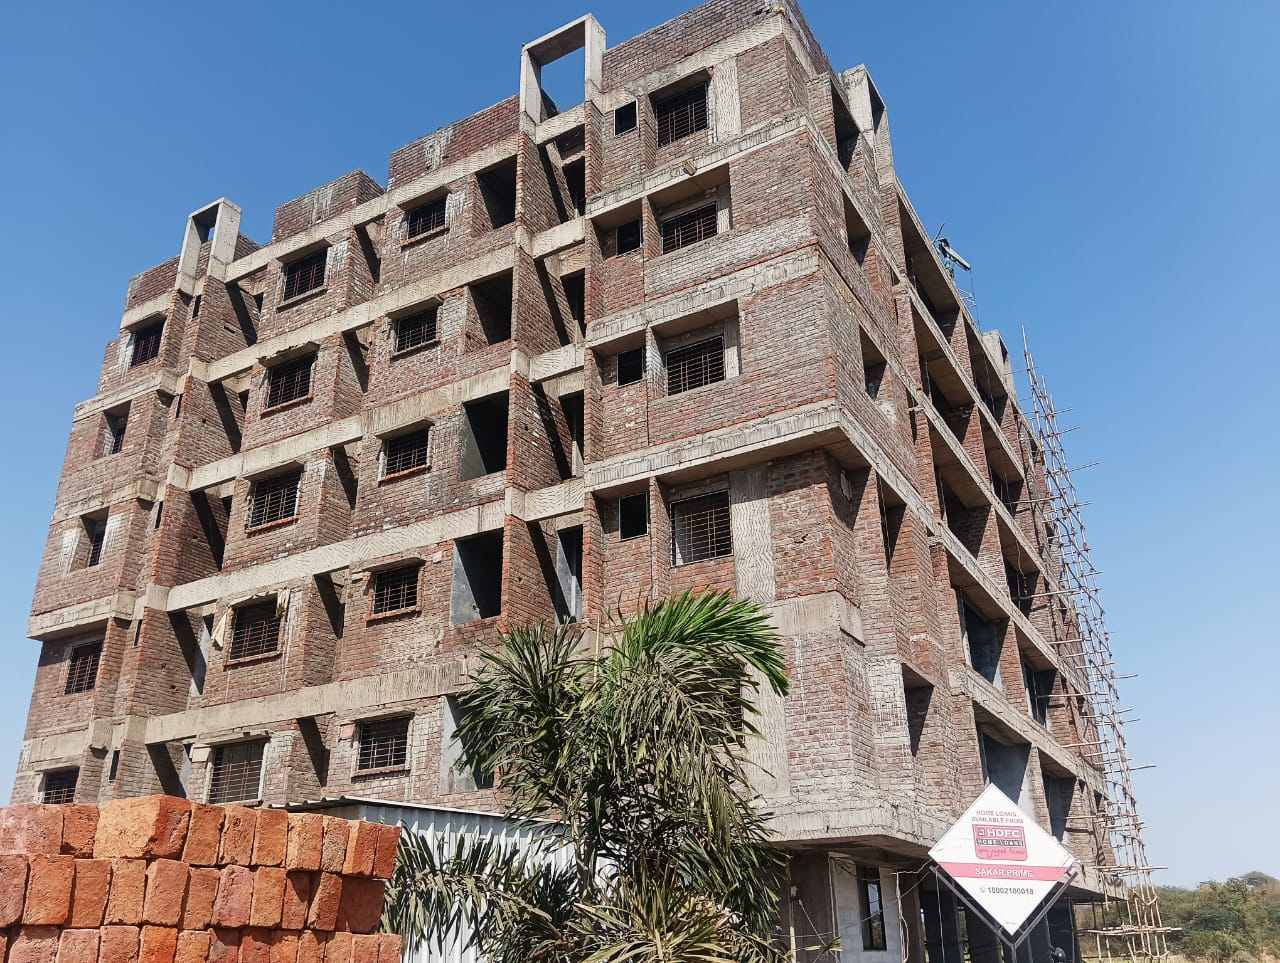 HOME LOANS
AVAILABLE FROM
HDFC
HOME LOANS
SAKAR PRIME
18002100018